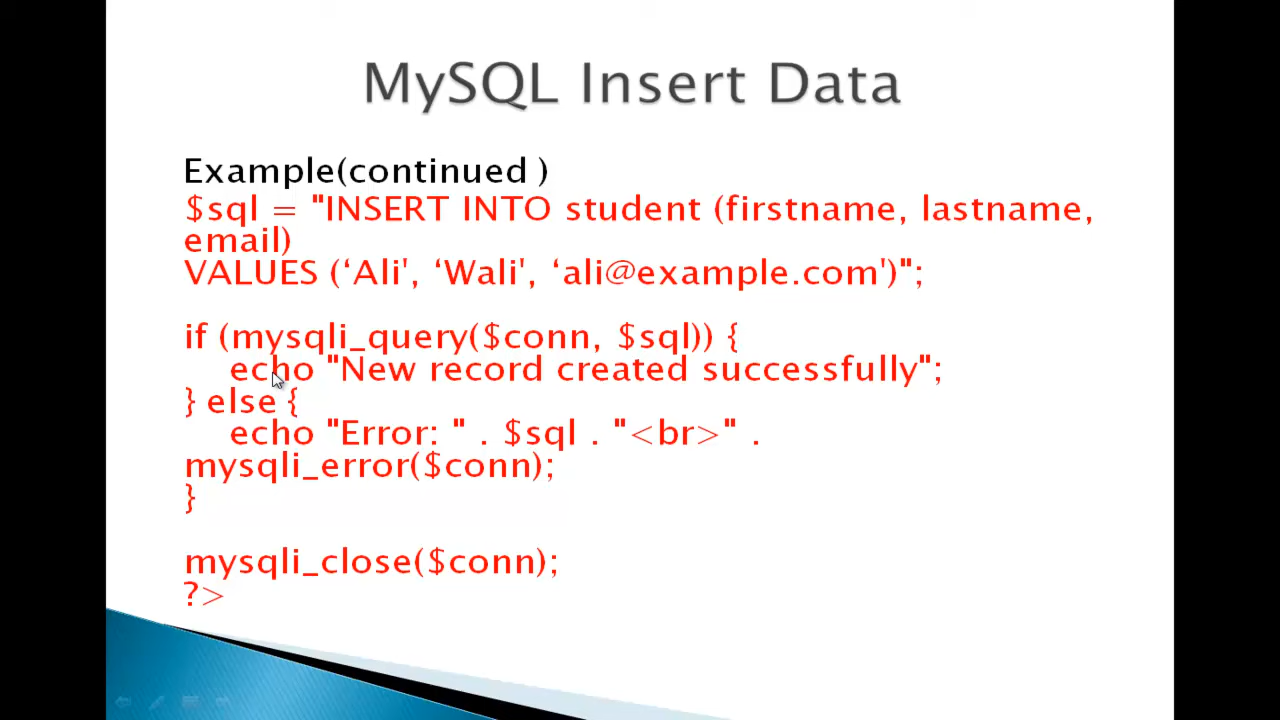 MySQL Insert Data
Example(continued )
$sql = "INSERT INTO student (firstname, lastname,
email)
VALUES (‘Ali', ‘Wali', ‘ali@example.com')";
if (mysqli_query($conn, $sql)) {
echo "New record created successfully";
} else {
echo "Error: " . $sql . "<br>" .
mysqli_error($conn);
}
mysqli_close($conn);
?>